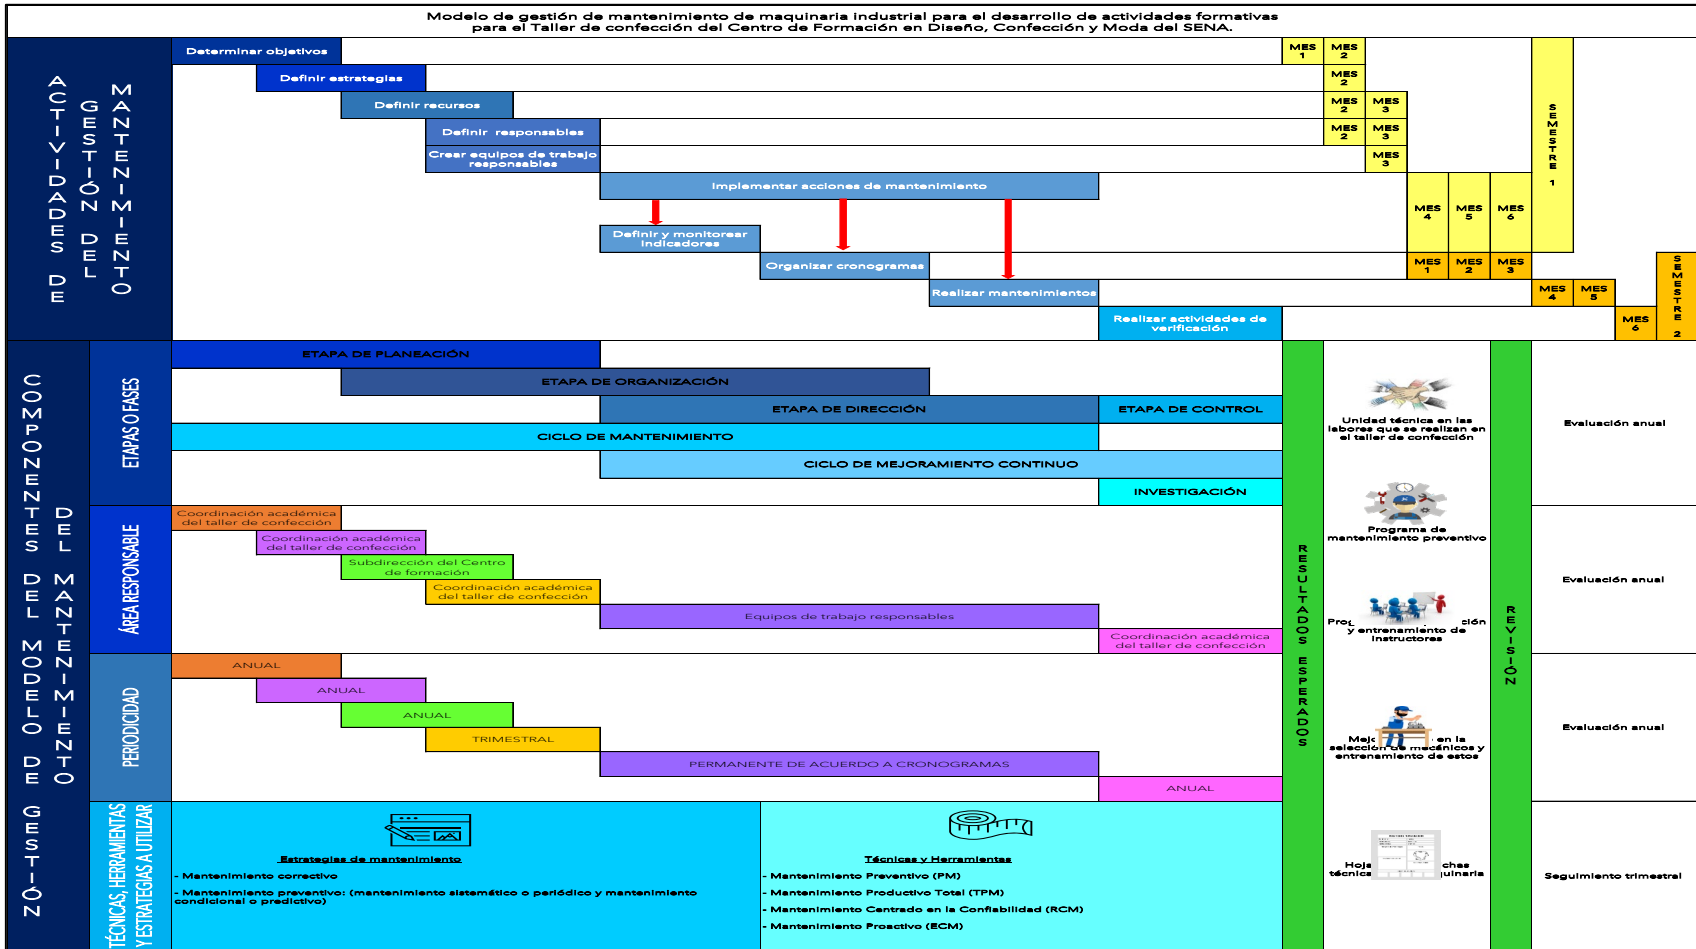 Modelo de gestión de mantenimiento de maquinaria industrial para el desarrollo de actividades formativas
para el Taller de confección del Centro de Formación en Diseño, Confección y Moda del SENA.
ACTIVIDADES DE
GESTIÓN DEL
MANTENIMIENTO
Determinar objetivos
MES
1
MES
2
Definir estrategias
MES
2
Definir recursos
MES
2
MES
3
Definir responsables
MES
2
MES
3
Crear equipos de trabajo
responsables
MES
3
SEMESTRE 1
Implementar acciones de mantenimiento
MES
4
MES
5
MES
6
Definir y monitorear
indicadores
Organizar cronogramas
MES
1
MES
2
MES
3
Realizar mantenimientos
MES
4
MES
5
Realizar actividades de
verificación
MES
6
SEMESTRE 2
COMPONENTES DEL MODELO DE GESTIÓN
DEL MANTENIMIENTO
ETAPAS O FASES
ETAPA DE PLANEACIÓN
ETAPA DE ORGANIZACIÓN
ETAPA DE DIRECCIÓN
ETAPA DE CONTROL
CICLO DE MANTENIMIENTO
CICLO DE MEJORAMIENTO CONTINUO
INVESTIGACIÓN
ÁREA RESPONSABLE
Coordinación académica
del taller de confección
Coordinación académica
del taller de confección
Subdirección del Centro
de formación
Coordinación académica
del taller de confección
Equipos de trabajo responsables
Coordinación académica
del taller de confección
PERIODICIDAD
ANUAL
ANUAL
ANUAL
TRIMESTRAL
PERMANENTE DE ACUERDO A CRONOGRAMAS
ANUAL
TÉCNICAS, HERRAMIENTAS
Y ESTRATEGIAS A UTILIZAR
Estrategias de mantenimiento
- Mantenimiento correctivo
- Mantenimiento preventivo: (mantenimiento sistemático o periódico y mantenimiento
condicional o predictivo)
Técnicas y Herramientas
- Mantenimiento Preventivo (PM)
- Mantenimiento Productivo Total (TPM)
- Mantenimiento Centrado en la Confiabilidad (RCM)
- Mantenimiento Proactivo (ECM)
RESULTADOS ESPERADOS
Unidad técnica en las
labores que se realizan en
el taller de confección
Programa de
mantenimiento preventivo
y entrenamiento de
instructores
en la
selección de mecánicos y
entrenamiento de estos
REVISIÓN
Evaluación anual
Evaluación anual
Evaluación anual
Seguimiento trimestral